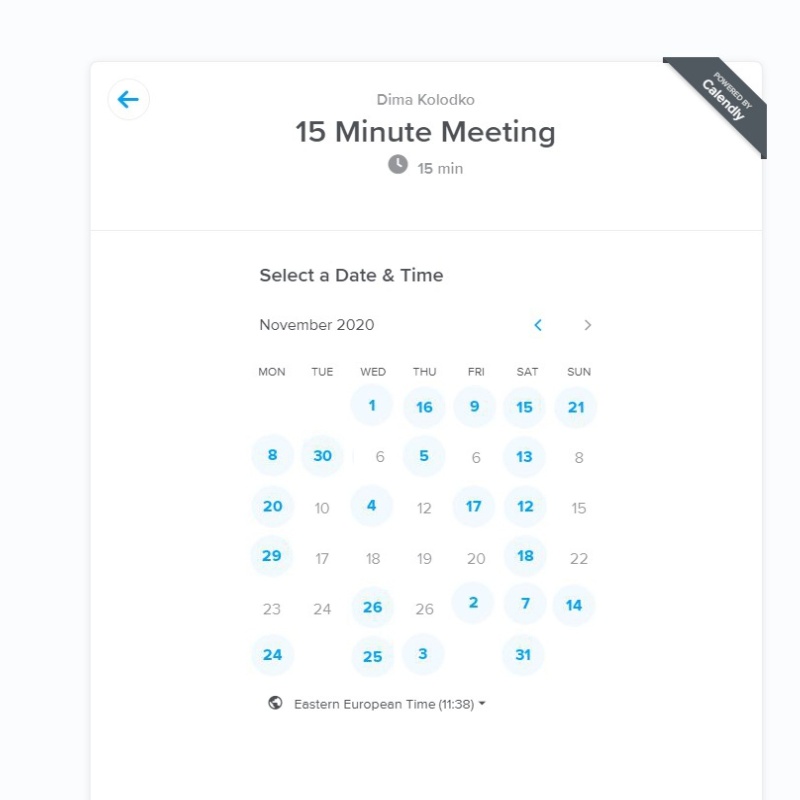 POWERED BY
Calendly
Dima Kolodko
15 Minute Meeting
15 min
Select a Date & Time
November 2020
MON TUE WED THU FRI SAT SUN
1 16 9 15 21
8 30 6 5 6 13 8
20 10 4 12 17 12 15
29 17 18 19 20 18 22
23 24 26 26 2 7 14
24 25 3 31
Eastern European Time (11:38)